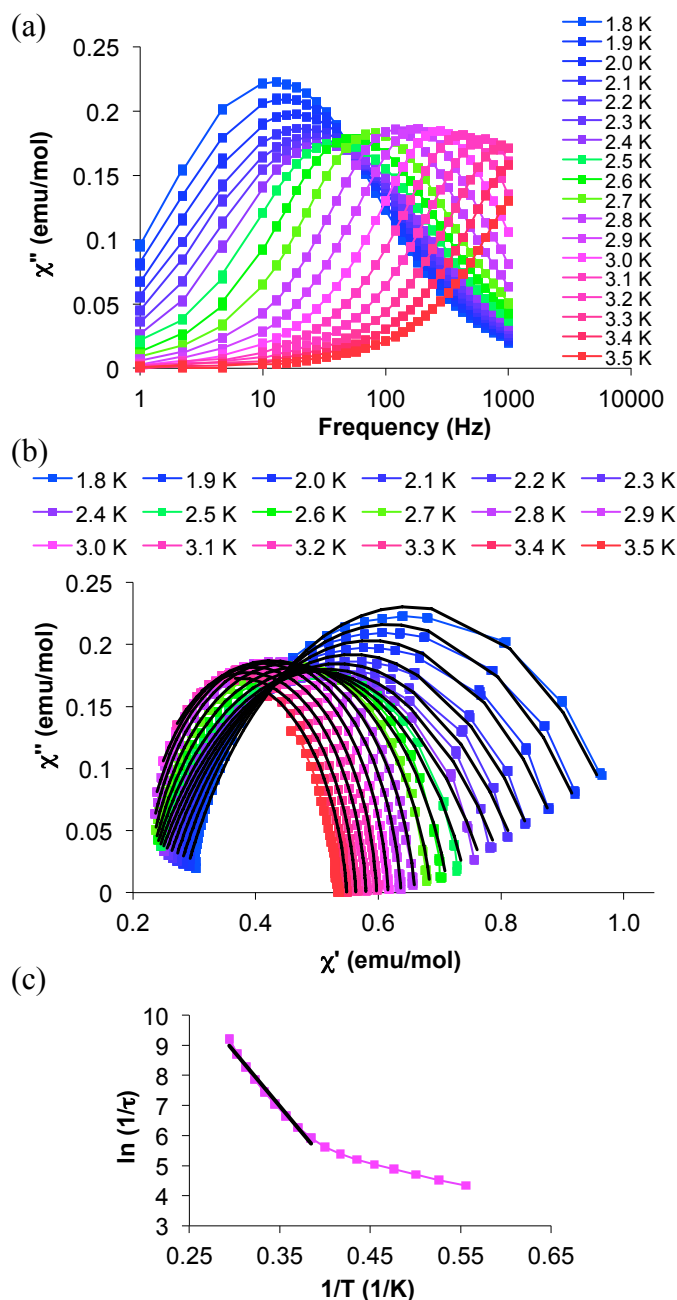 (a)
0.25
0.2
0.15
0.1
0.05
0
χ" (emu/mol)
1 10 100 1000 10000
Frequency (Hz)
1.8 K
1.9 K
2.0 K
2.1 K
2.2 K
2.3 K
2.4 K
2.5 K
2.6 K
2.7 K
2.8 K
2.9 K
3.0 K
3.1 K
3.2 K
3.3 K
3.4 K
3.5 K
(b)
1.8 K 1.9 K 2.0 K 2.1 K 2.2 K 2.3 K
2.4 K 2.5 K 2.6 K 2.7 K 2.8 K 2.9 K
3.0 K 3.1 K 3.2 K 3.3 K 3.4 K 3.5 K
0.25
0.2
0.15
0.1
0.05
0
χ" (emu/mol)
0.2 0.4 0.6 0.8 1.0
χ' (emu/mol)
(c)
10
9
8
7
6
5
4
3
ln (1/τ)
0.25 0.35 0.45 0.55 0.65
1/T (1/K)